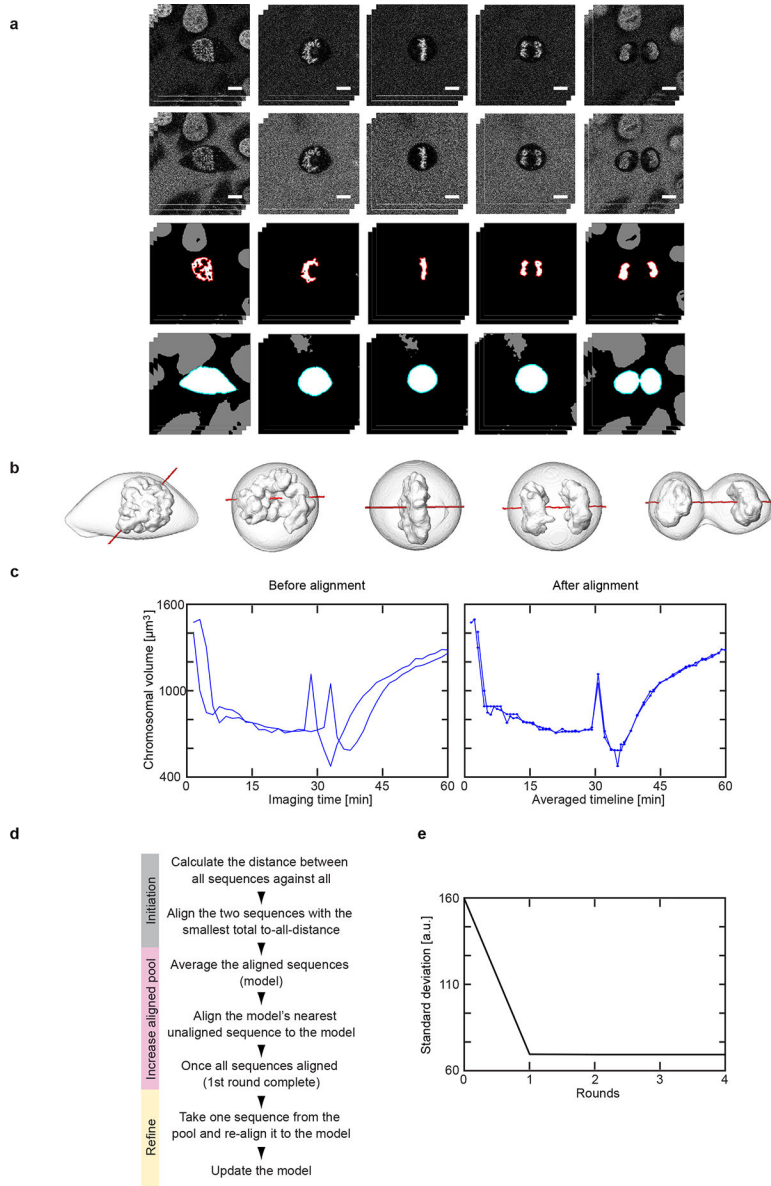 a
b
c
Before alignment
After alignment
Chromosomal volume [µm³]
1600
1000
400
0
15
30
45
60
Imaging time [min]
0
15
30
45
60
Averaged timeline [min]
d
Initiation
Increase aligned pool
Refine
Calculate the distance between
all sequences against all
Align the two sequences with the
smallest total to-all-distance
Average the aligned sequences
(model)
Align the model's nearest
unaligned sequence to the model
Once all sequences aligned
(1st round complete)
Take one sequence from the
pool and re-align it to the model
Update the model
e
Standard deviation [a.u.]
160
110
60
0
1
2
3
4
Rounds